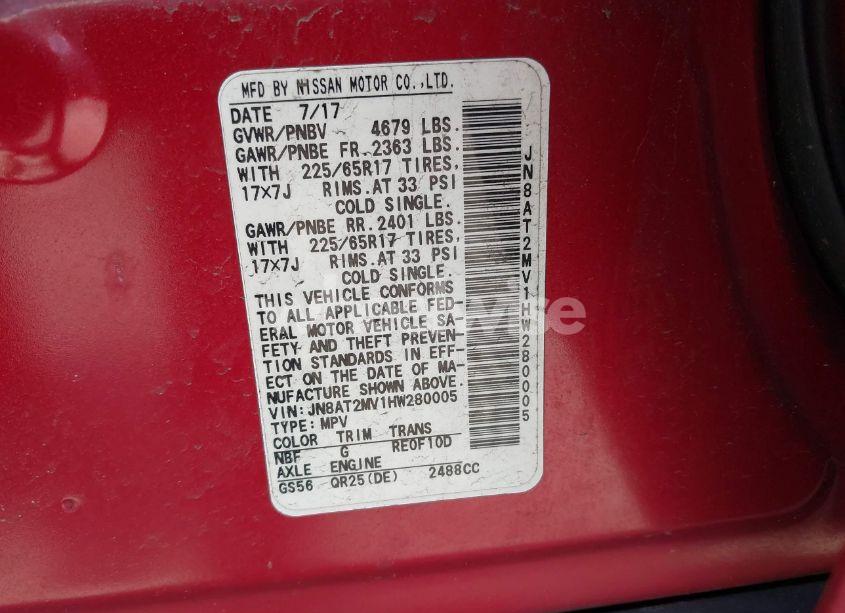 MFD BY NISSAN MOTOR CO.,LTD.
DATE 7/17
GVWR/PNBV 4679 LBS.
GAWR/PNBE FR. 2363 LBS.
WITH 225/65R17 TIRES,
17×7J RIMS.AT 33 PSI
COLD SINGLE.
GAWR/PNBE RR. 2401 LBS.
WITH 225/65R17 TIRES,
17×7J RIMS.AT 33 PSI
COLD SINGLE.
THIS VEHICLE CONFORMS
TO ALL APPLICABLE FED-
ERAL MOTOR VEHICLE SA-
FETY AND THEFT PREVEN-
TION STANDARDS IN EFF-
ECT ON THE DATE OF MA-
NUFACTURE SHOWN ABOVE.
VIN: JN8AT2MV1HW280005
TYPE: MPV
COLOR TRIM TRANS
NBF G RE0F10D
AXLE ENGINE
GS56 QR25(DE) 2488CC
JN8AT2MV1HW280005